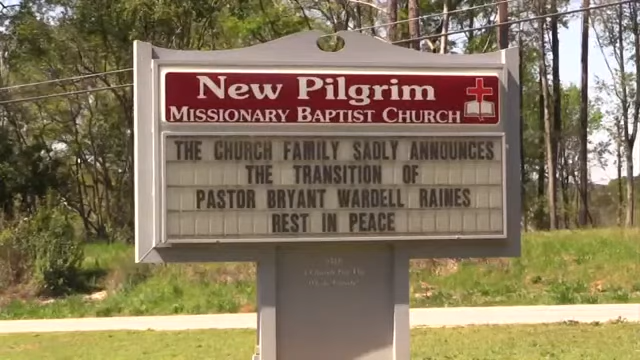 New Pilgrim
Missionary Baptist Church
THE CHURCH FAMILY SADLY ANNOUNCES
THE TRANSITION OF
PASTOR BRYANT WARDELL RAINES
REST IN PEACE